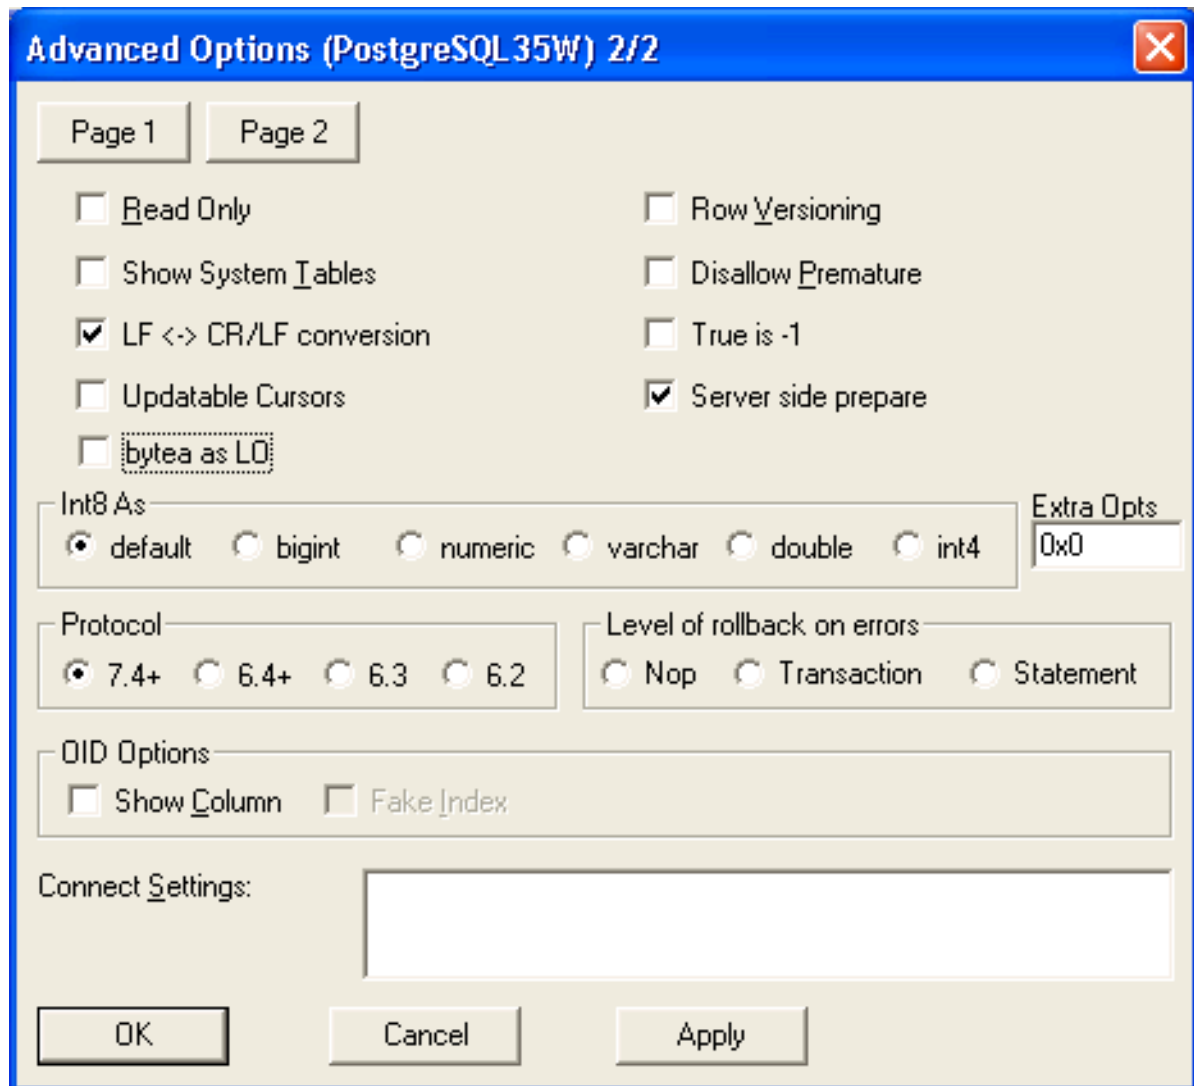 Advanced Options (PostgreSQL35W) 2/2
Page 1 Page 2
Read Only Row Versioning
Show System Tables Disallow Premature
LF <-> CR/LF conversion True is -1
Updatable Cursors Server side prepare
bytea as LO
Int8 As Extra Opts
default bigint numeric varchar double int4 0x0
Protocol Level of rollback on errors
7.4+ 6.4+ 6.3 6.2 Nop Transaction Statement
OID Options
Show Column Fake Index
Connect Settings:
OK Cancel Apply